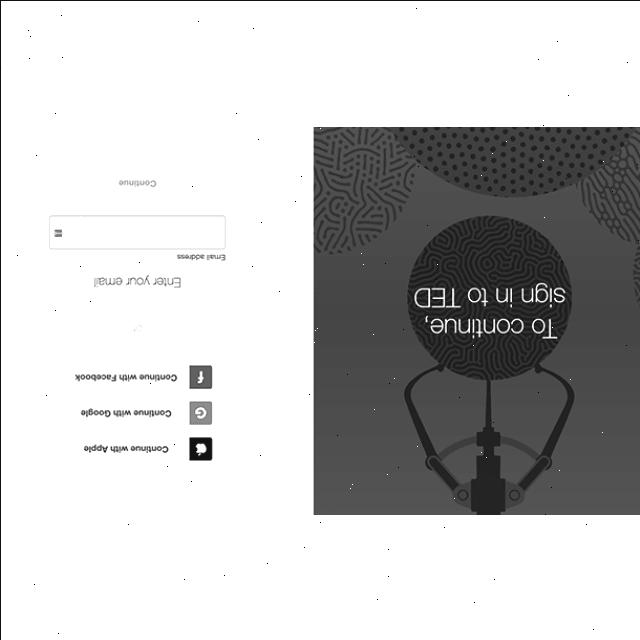 To continue,
sign in to TED
Continue with Apple
Continue with Google
Continue with Facebook
Enter your email
Email address
Continue